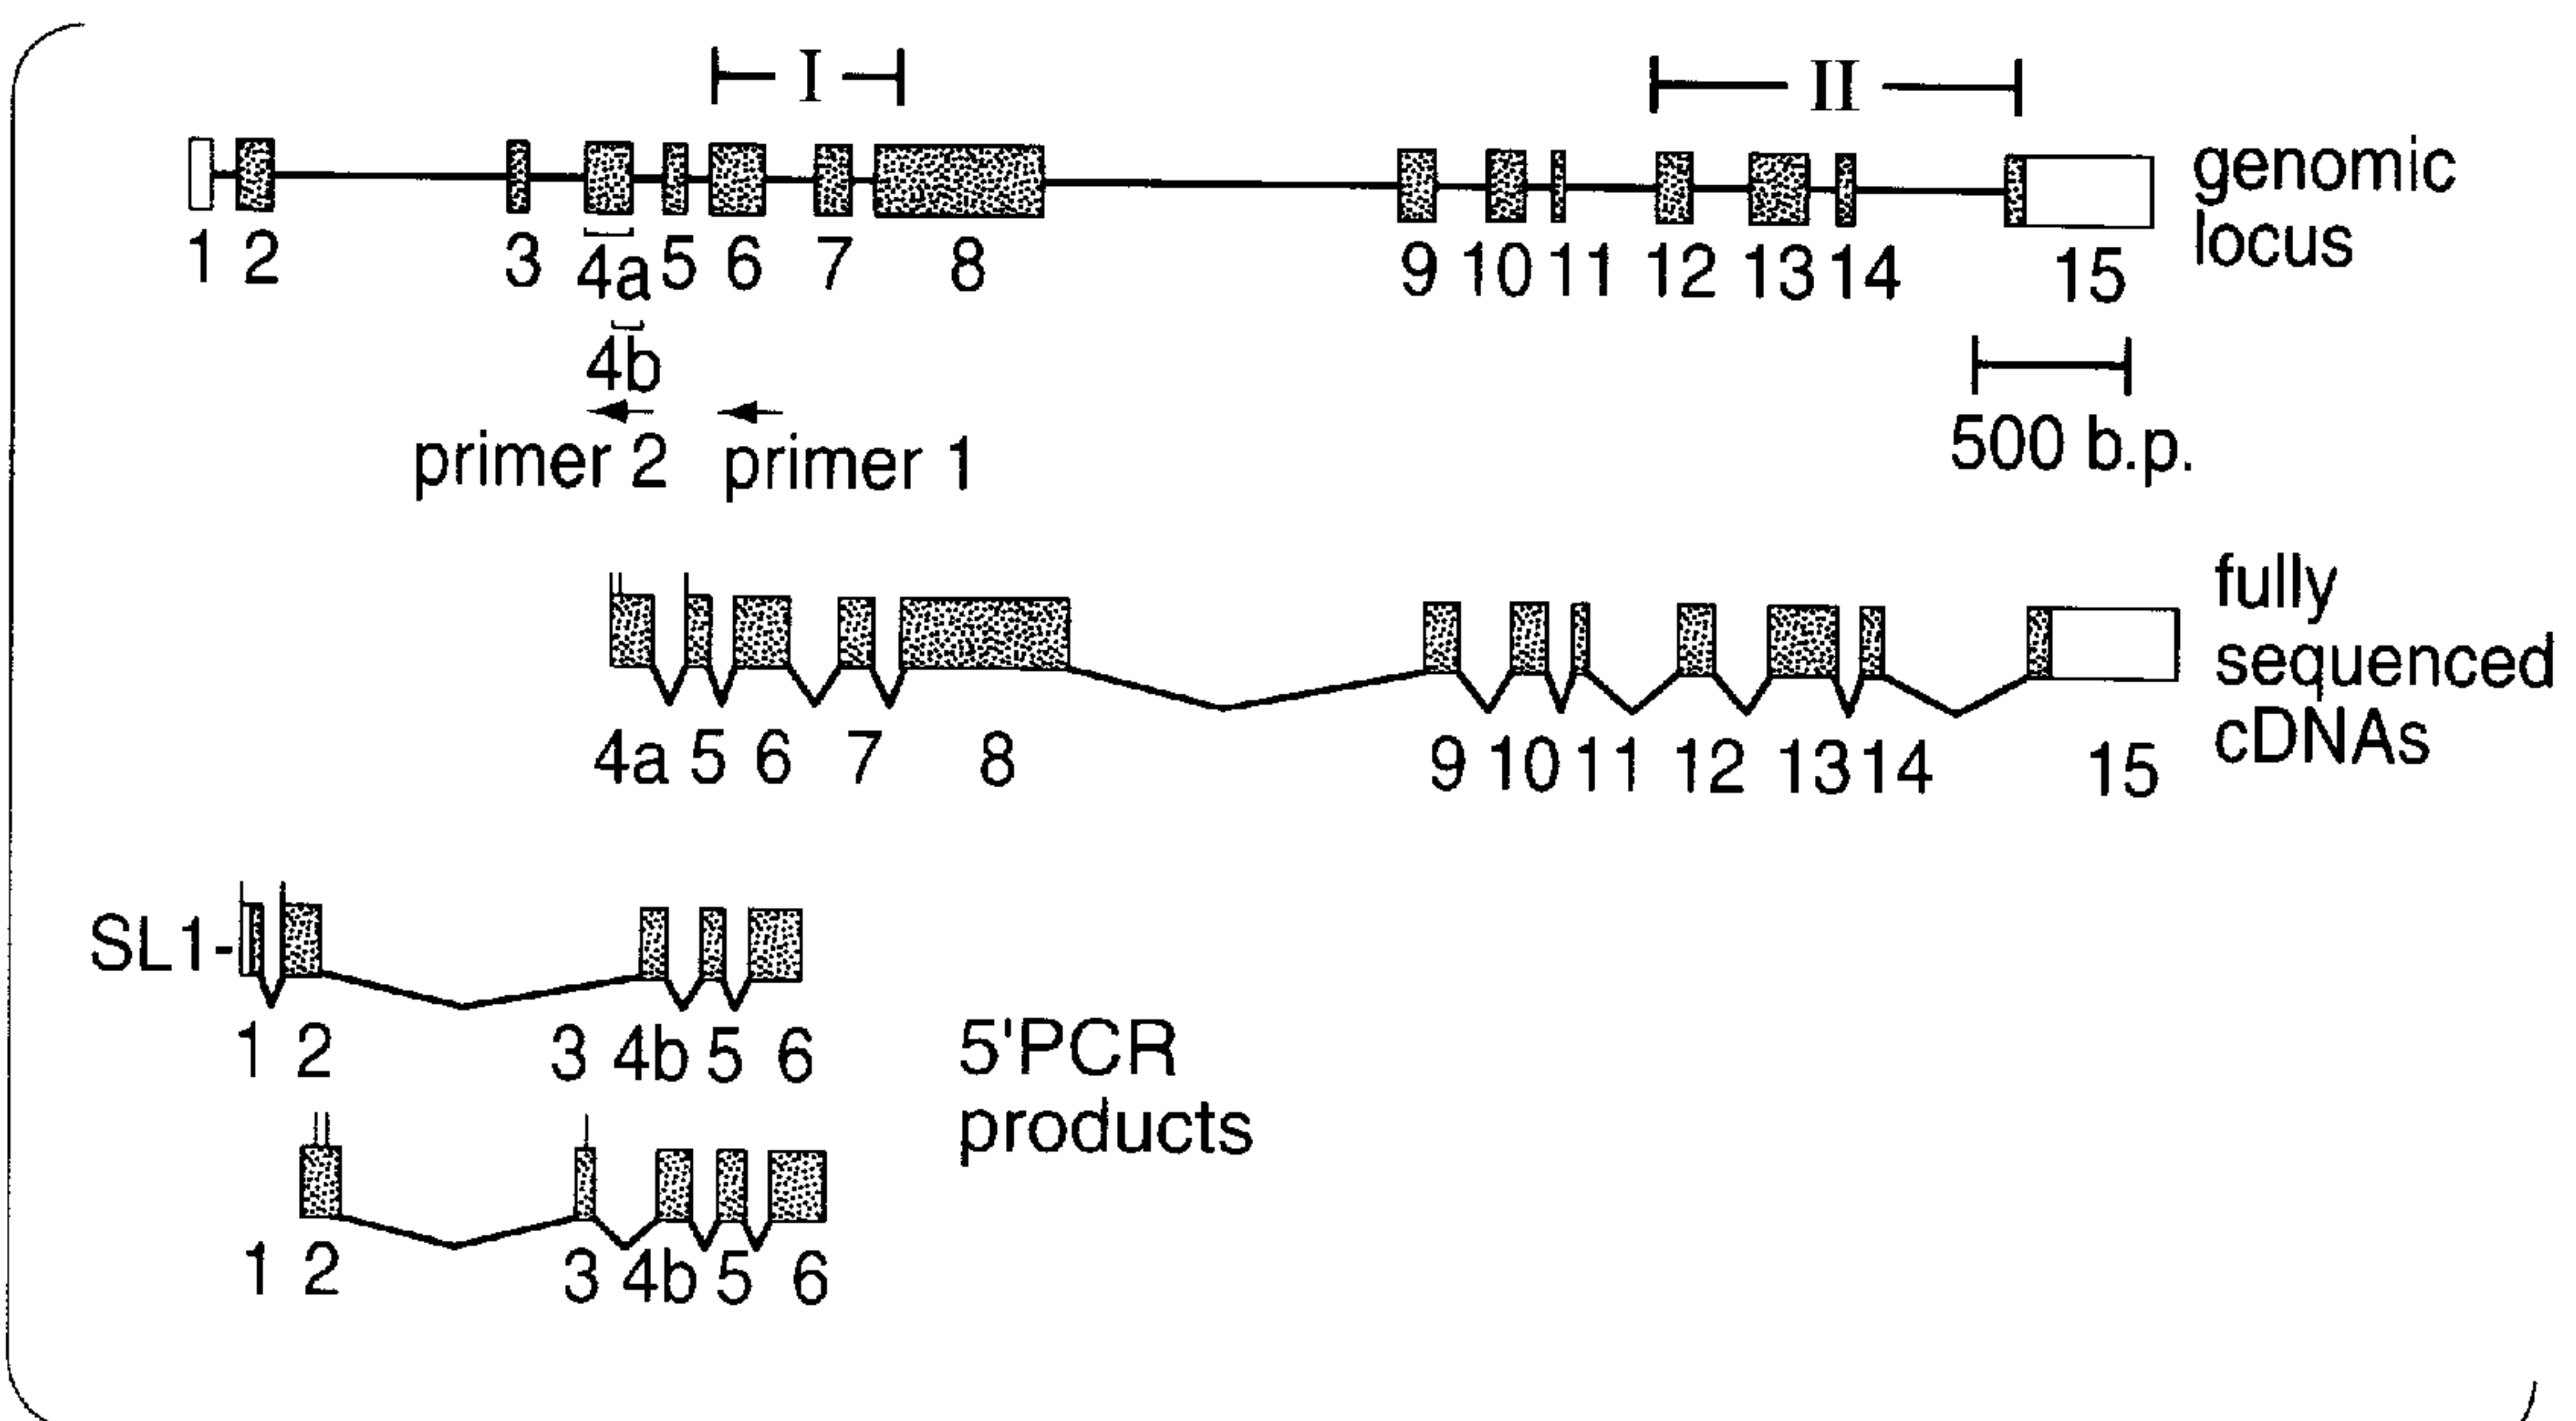 I II
genomic
locus
1 2 3 4a 5 6 7 8 9 10 11 12 13 14 15
4b
primer 2 primer 1
500 b.p.
fully
sequenced
cDNAs
4a 5 6 7 8 9 10 11 12 13 14 15
SL1-
1 2 3 4b 5 6
5'PCR
products
1 2 3 4b 5 6